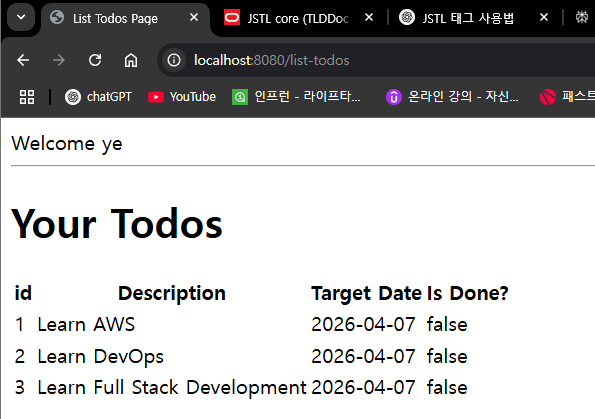 List Todos Page
JSTL core (TLDDoc
JSTL 태그 사용법
localhost:8080/list-todos
chatGPT
YouTube
인프런 - 라이프타...
온라인 강의 - 자신...
패스트
Welcome ye
Your Todos
id Description Target Date Is Done?
1 Learn AWS 2026-04-07 false
2 Learn DevOps 2026-04-07 false
3 Learn Full Stack Development 2026-04-07 false